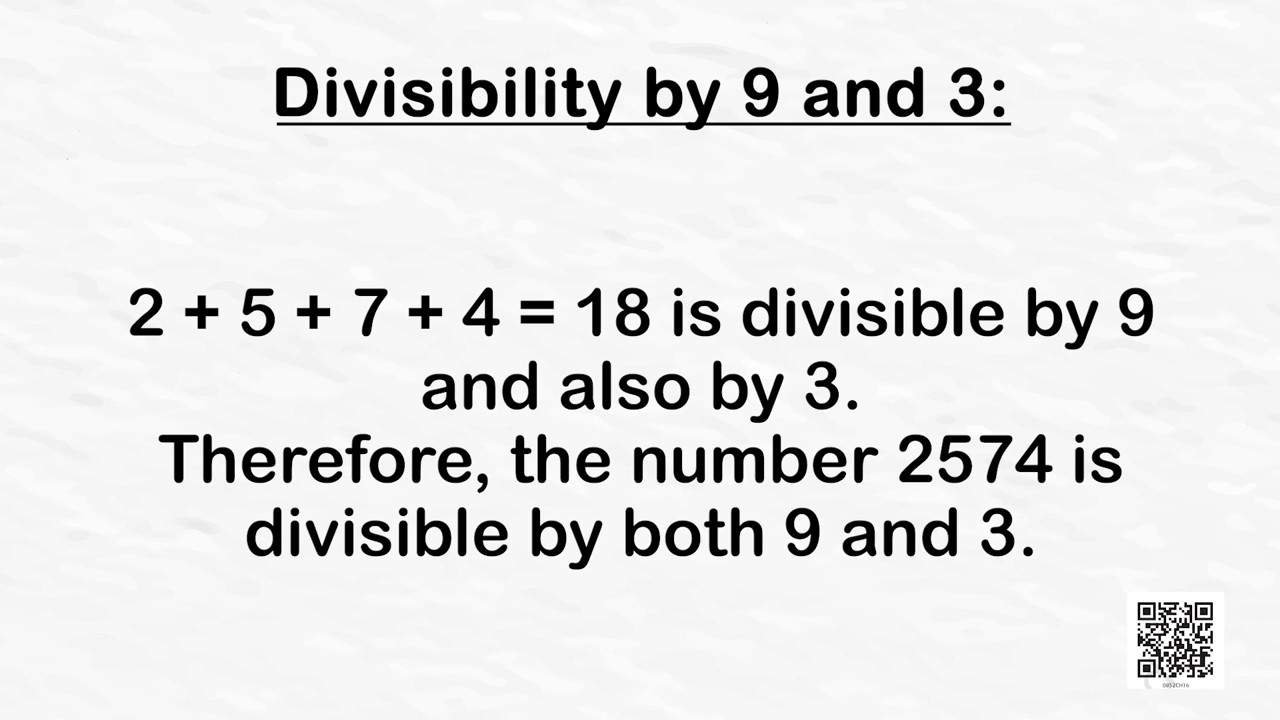 Divisibility by 9 and 3:
2 + 5 + 7 + 4 = 18 is divisible by 9
and also by 3.
Therefore, the number 2574 is
divisible by both 9 and 3.
0852CH16